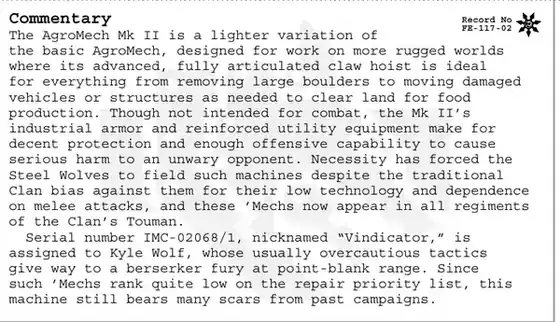 Commentary
Record No
FE-117-02
The AgroMech Mk II is a lighter variation of
the basic AgroMech, designed for work on more rugged worlds
where its advanced, fully articulated claw hoist is ideal
for everything from removing large boulders to moving damaged
vehicles or structures as needed to clear land for food
production. Though not intended for combat, the Mk II’s
industrial armor and reinforced utility equipment make for
decent protection and enough offensive capability to cause
serious harm to an unwary opponent. Necessity has forced the
Steel Wolves to field such machines despite the traditional
Clan bias against them for their low technology and dependence
on melee attacks, and these ’Mechs now appear in all regiments
of the Clan’s Touman.
Serial number IMC-02068/1, nicknamed “Vindicator,” is
assigned to Kyle Wolf, whose usually overcautious tactics
give way to a berserker fury at point-blank range. Since
such ’Mechs rank quite low on the repair priority list, this
machine still bears many scars from past campaigns.